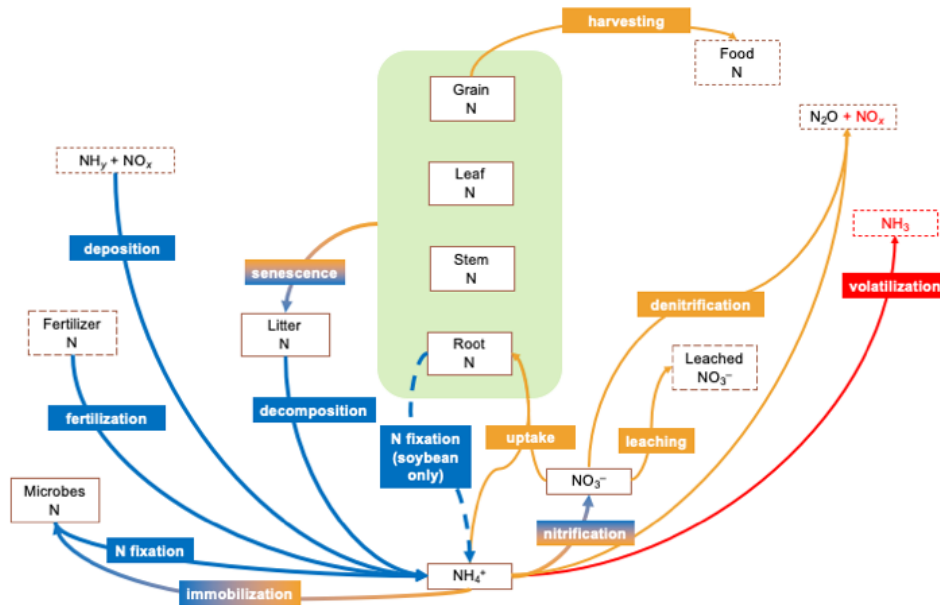 harvesting
Food
N
Grain
N
N₂O + NOₓ
NHᵧ + NOₓ
Leaf
N
NH₃
deposition
senescence
Stem
N
volatilization
denitrification
Fertilizer
N
Litter
N
Root
N
Leached
NO₃⁻
decomposition
fertilization
N fixation
(soybean
only)
uptake
leaching
Microbes
N
NO₃⁻
nitrification
N fixation
NH₄⁺
immobilization